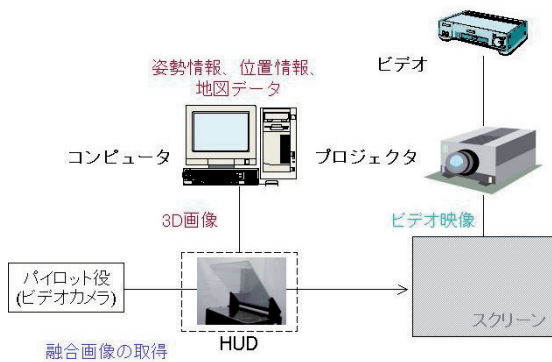 ビデオ
姿勢情報、位置情報、
地図データ
コンピュータ
プロジェクタ
3D画像
ビデオ映像
パイロット役
(ビデオカメラ)
スクリーン
融合画像の取得
HUD